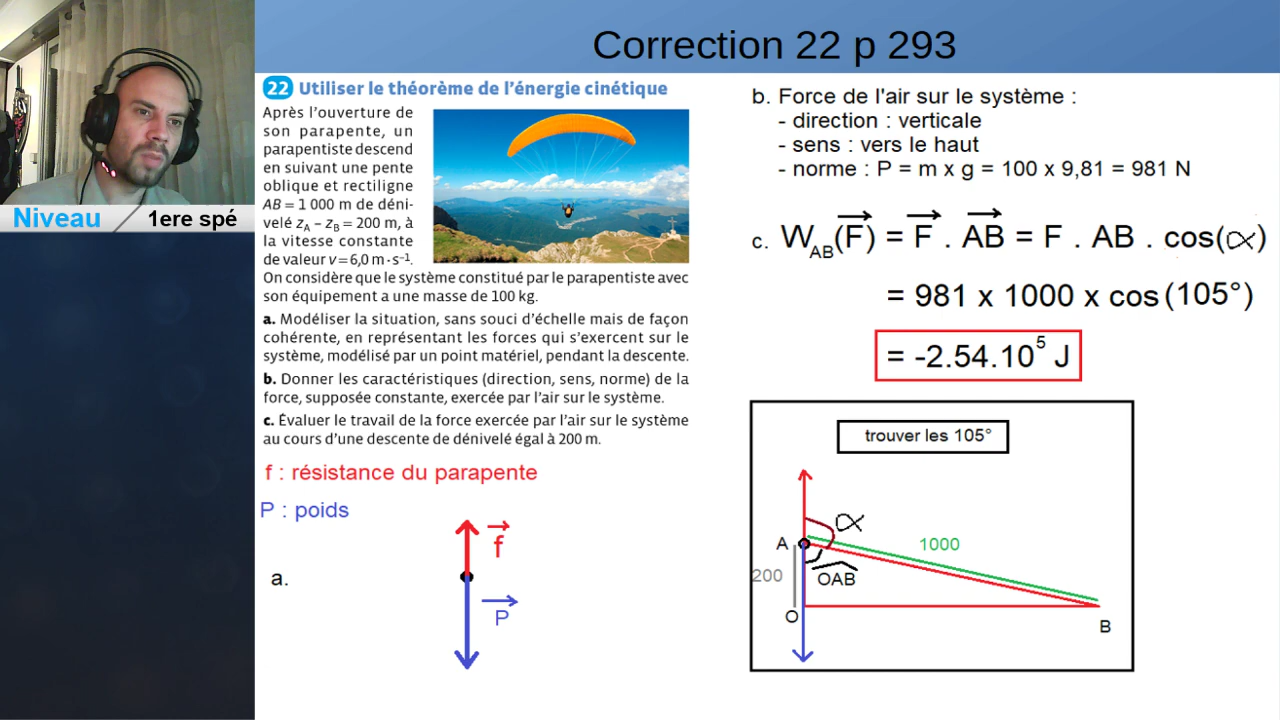 Correction 22 p 293
Niveau
1ere spé
22 Utiliser le théorème de l'énergie cinétique
Après l'ouverture de
son parapente, un
parapentiste descend
en suivant une pente
oblique et rectiligne
AB = 1 000 m de déni-
velé zA – zB = 200 m, à
la vitesse constante
de valeur v = 6,0 m·s⁻¹.
On considère que le système constitué par le parapentiste avec
son équipement a une masse de 100 kg.
a. Modéliser la situation, sans souci d'échelle mais de façon
cohérente, en représentant les forces qui s'exercent sur le
système, modélisé par un point matériel, pendant la descente.
b. Donner les caractéristiques (direction, sens, norme) de la
force, supposée constante, exercée par l'air sur le système.
c. Évaluer le travail de la force exercée par l'air sur le système
au cours d'une descente de dénivelé égal à 200 m.
f : résistance du parapente
P : poids
a.
f
P
b. Force de l'air sur le système :
- direction : verticale
- sens : vers le haut
- norme : P = m x g = 100 x 9,81 = 981 N
c. WAB(F) = F . AB = F . AB . cos(α)
= 981 x 1000 x cos (105°)
= -2.54.10⁵ J
trouver les 105°
α
A
1000
200
OAB
O
B